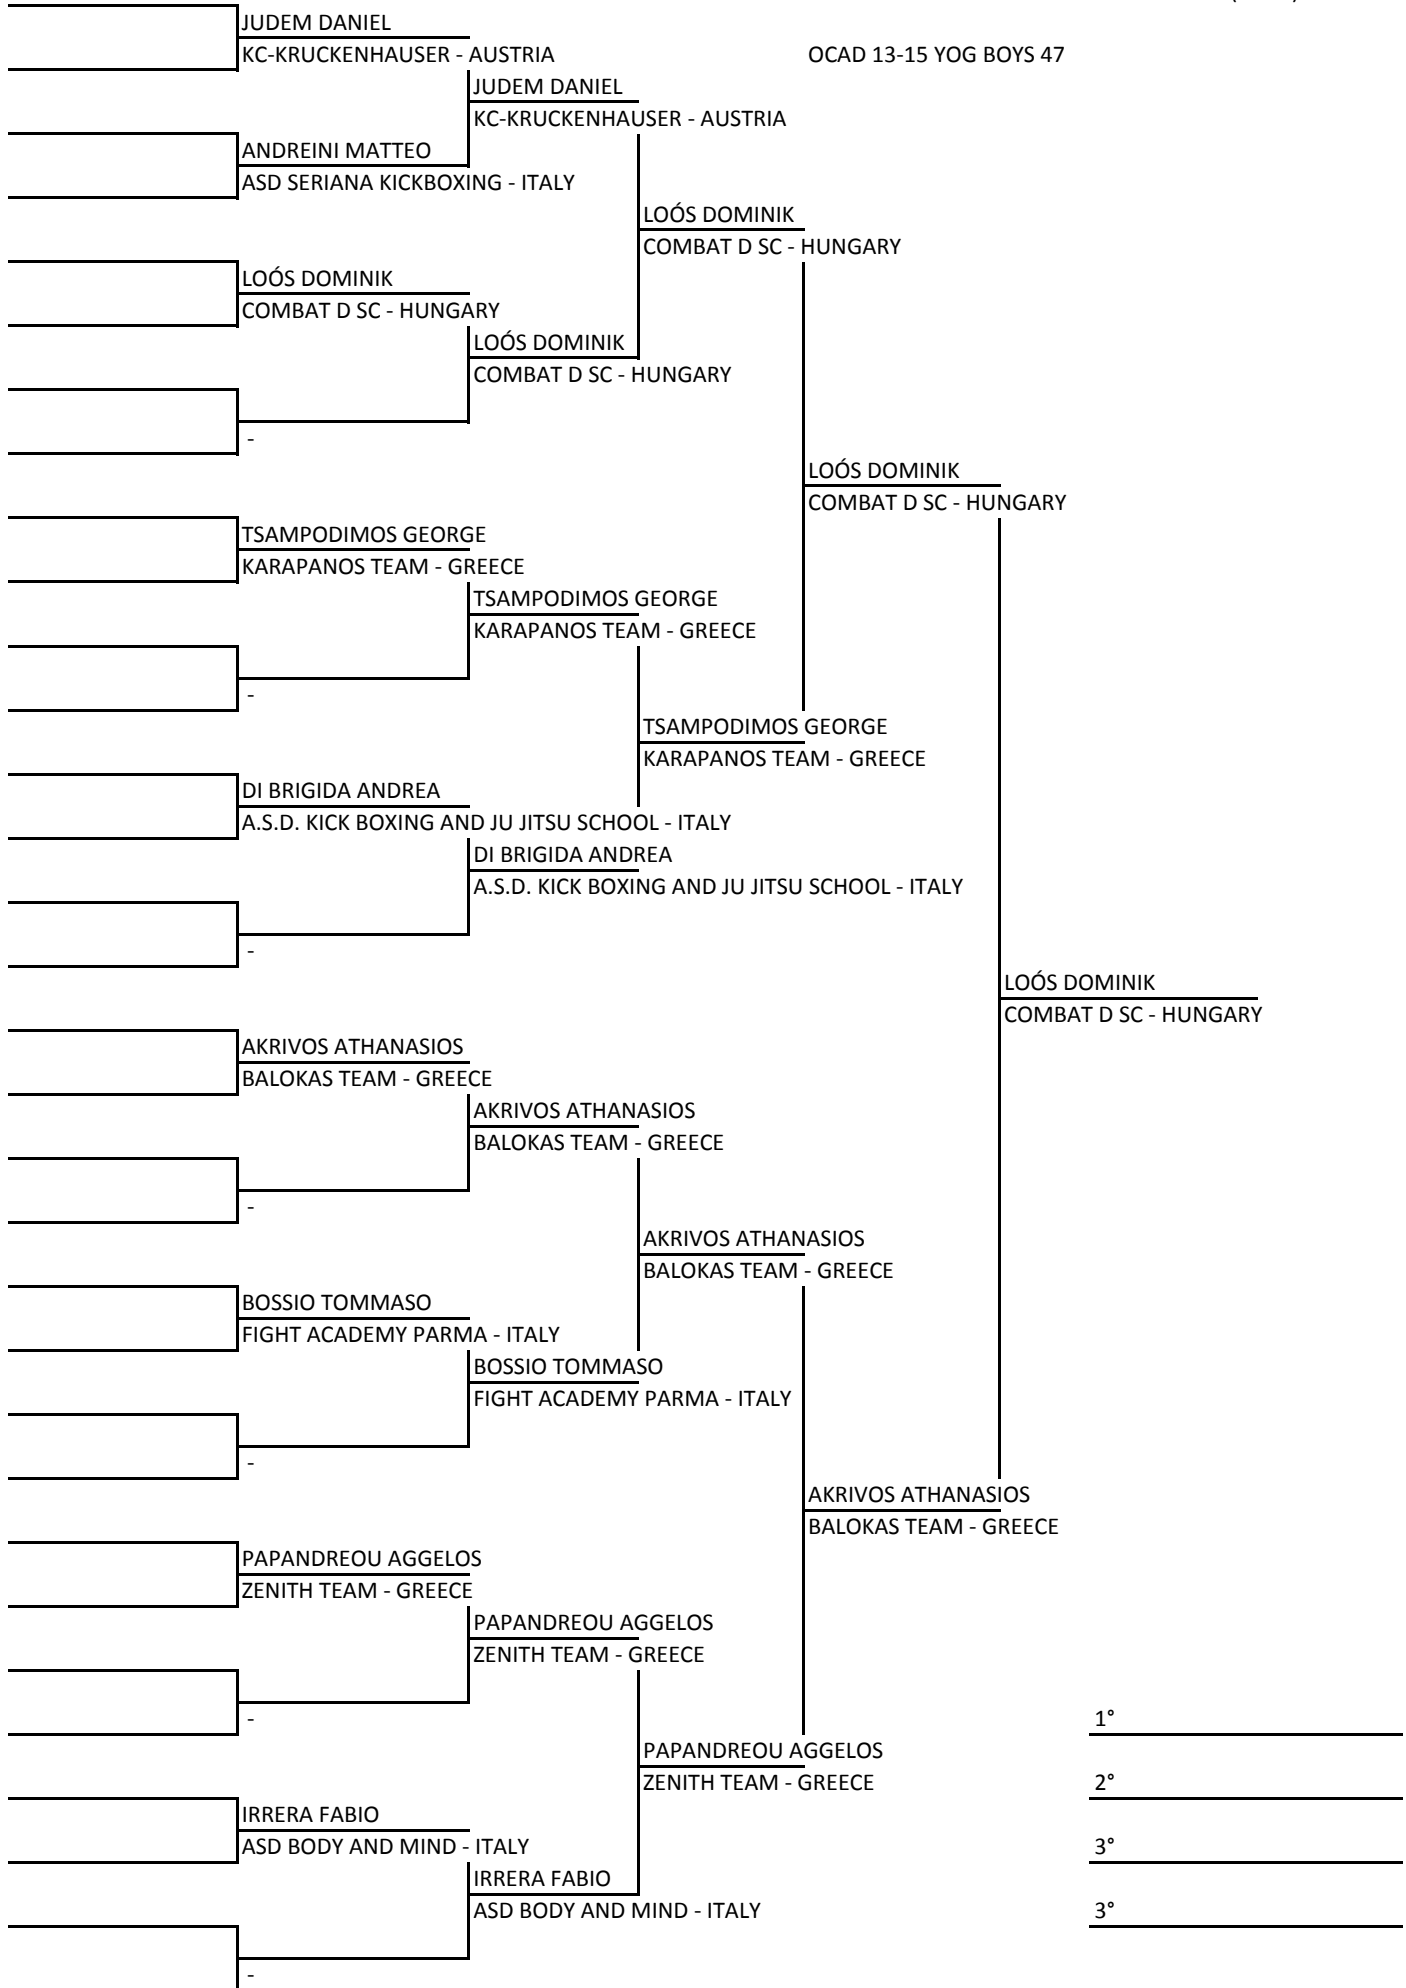 JUDEM DANIEL
KC-KRUCKENHAUSER - AUSTRIA
OCAD 13-15 YOG BOYS 47
JUDEM DANIEL
KC-KRUCKENHAUSER - AUSTRIA
ANDREINI MATTEO
ASD SERIANA KICKBOXING - ITALY
LOÓS DOMINIK
COMBAT D SC - HUNGARY
LOÓS DOMINIK
COMBAT D SC - HUNGARY
LOÓS DOMINIK
COMBAT D SC - HUNGARY
-
LOÓS DOMINIK
COMBAT D SC - HUNGARY
TSAMPODIMOS GEORGE
KARAPANOS TEAM - GREECE
TSAMPODIMOS GEORGE
KARAPANOS TEAM - GREECE
-
TSAMPODIMOS GEORGE
KARAPANOS TEAM - GREECE
DI BRIGIDA ANDREA
A.S.D. KICK BOXING AND JU JITSU SCHOOL - ITALY
DI BRIGIDA ANDREA
A.S.D. KICK BOXING AND JU JITSU SCHOOL - ITALY
-
LOÓS DOMINIK
COMBAT D SC - HUNGARY
AKRIVOS ATHANASIOS
BALOKAS TEAM - GREECE
AKRIVOS ATHANASIOS
BALOKAS TEAM - GREECE
-
AKRIVOS ATHANASIOS
BALOKAS TEAM - GREECE
BOSSIO TOMMASO
FIGHT ACADEMY PARMA - ITALY
BOSSIO TOMMASO
FIGHT ACADEMY PARMA - ITALY
-
AKRIVOS ATHANASIOS
BALOKAS TEAM - GREECE
PAPANDREOU AGGELOS
ZENITH TEAM - GREECE
PAPANDREOU AGGELOS
ZENITH TEAM - GREECE
-
1°
PAPANDREOU AGGELOS
ZENITH TEAM - GREECE
2°
IRRERA FABIO
ASD BODY AND MIND - ITALY
3°
IRRERA FABIO
ASD BODY AND MIND - ITALY
3°
-